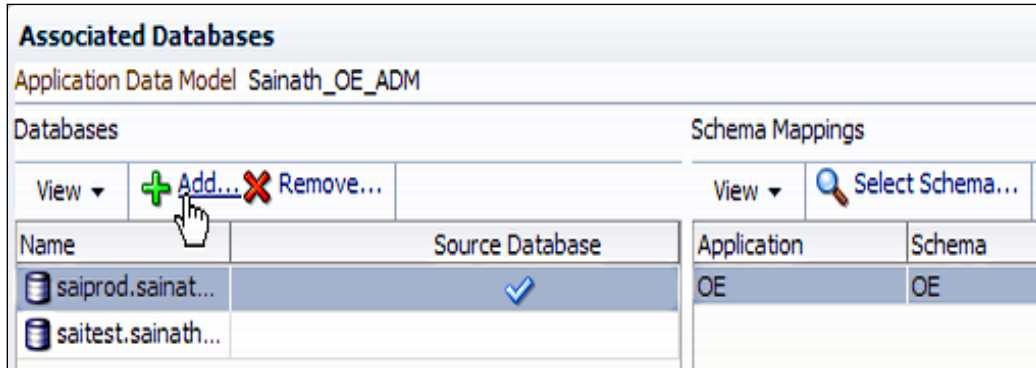 Associated Databases
Application Data Model Sainath_OE_ADM
Databases
View Add... Remove...
Name Source Database
saiprod.sainat...
saitest.sainath...
Schema Mappings
View Select Schema...
Application Schema
OE OE